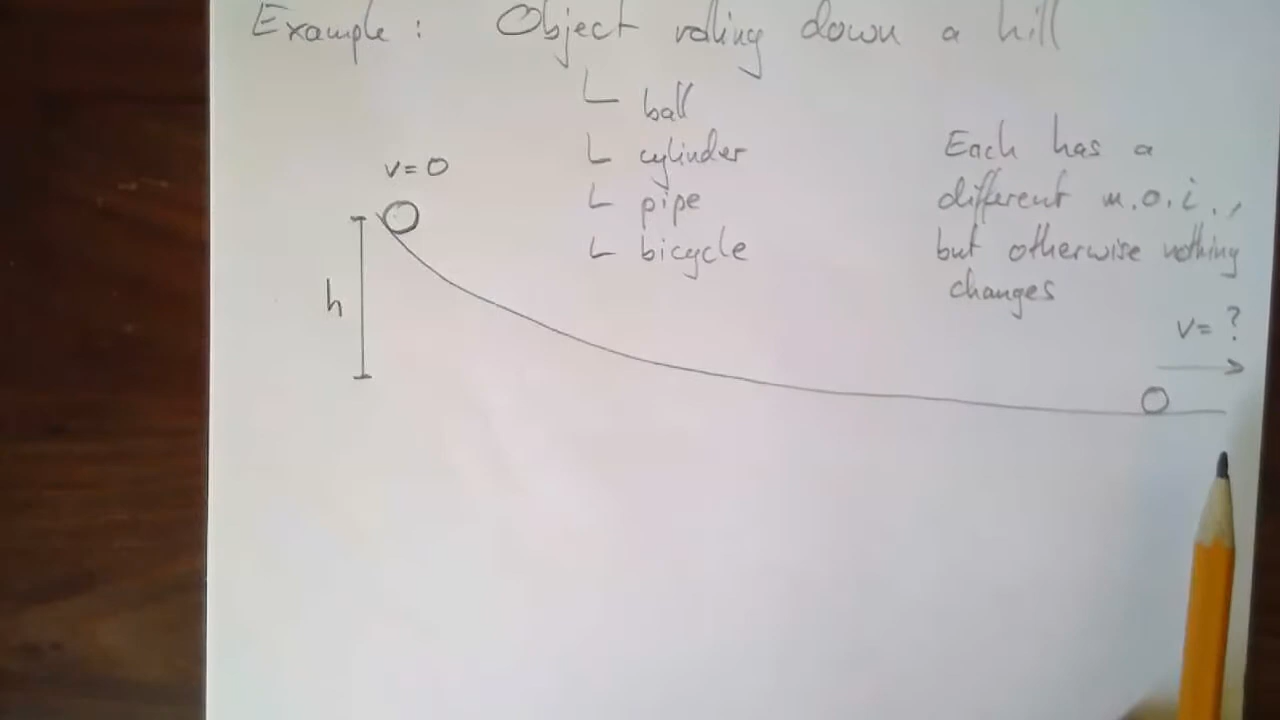 Example : Object rolling down a hill
ball
cylinder
pipe
bicycle
Each has a
different m.o.i.,
but otherwise nothing
changes
v=0
h
v=?